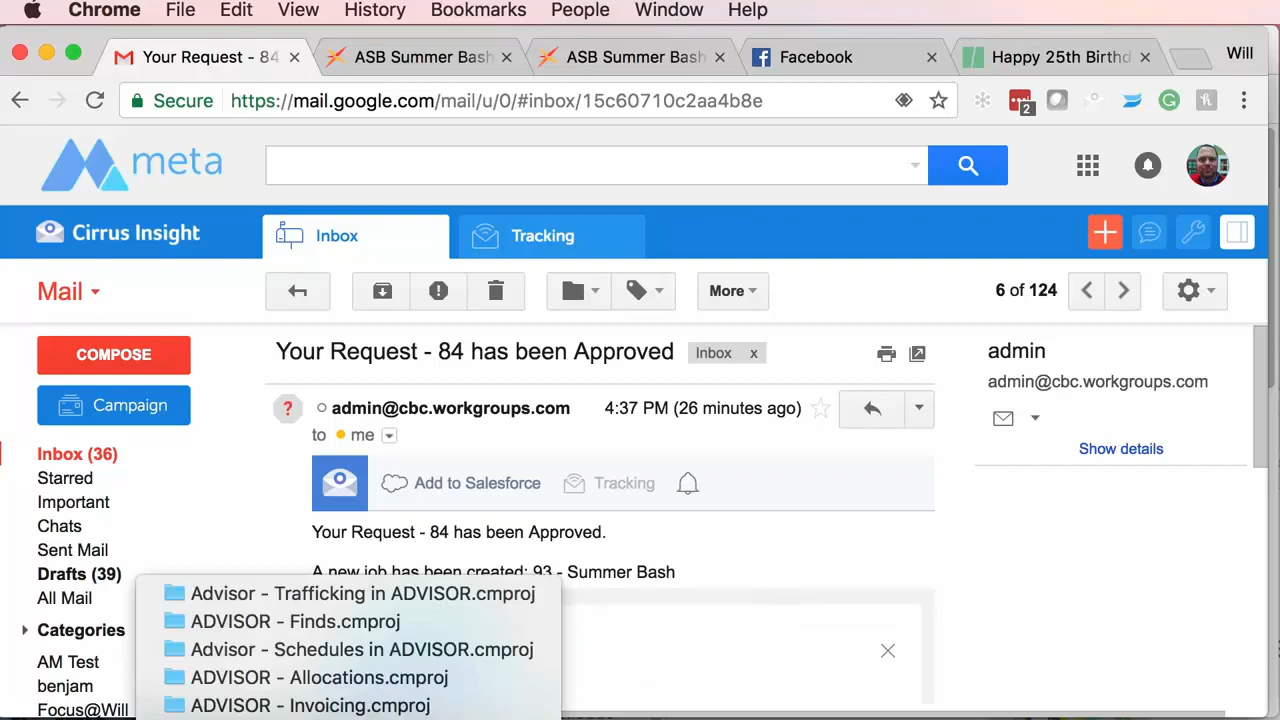 Chrome File Edit View History Bookmarks People Window Help
Your Request - 84 ASB Summer Bash ASB Summer Bash Facebook Happy 25th Birthd Will
Secure https://mail.google.com/mail/u/0/#inbox/15c60710c2aa4b8e
2
meta
Cirrus Insight Inbox Tracking
Mail More 6 of 124
COMPOSE
Campaign
Inbox (36)
Starred
Important
Chats
Sent Mail
Drafts (39)
All Mail
Categories
AM Test
benjam
Focus@Will
Your Request - 84 has been Approved Inbox x
admin@cbc.workgroups.com 4:37 PM (26 minutes ago)
to me
Add to Salesforce Tracking
Your Request - 84 has been Approved.
A new job has been created: 93 - Summer Bash
admin
admin@cbc.workgroups.com
Show details
Advisor - Trafficking in ADVISOR.cmproj
ADVISOR - Finds.cmproj
Advisor - Schedules in ADVISOR.cmproj
ADVISOR - Allocations.cmproj
ADVISOR - Invoicing.cmproj